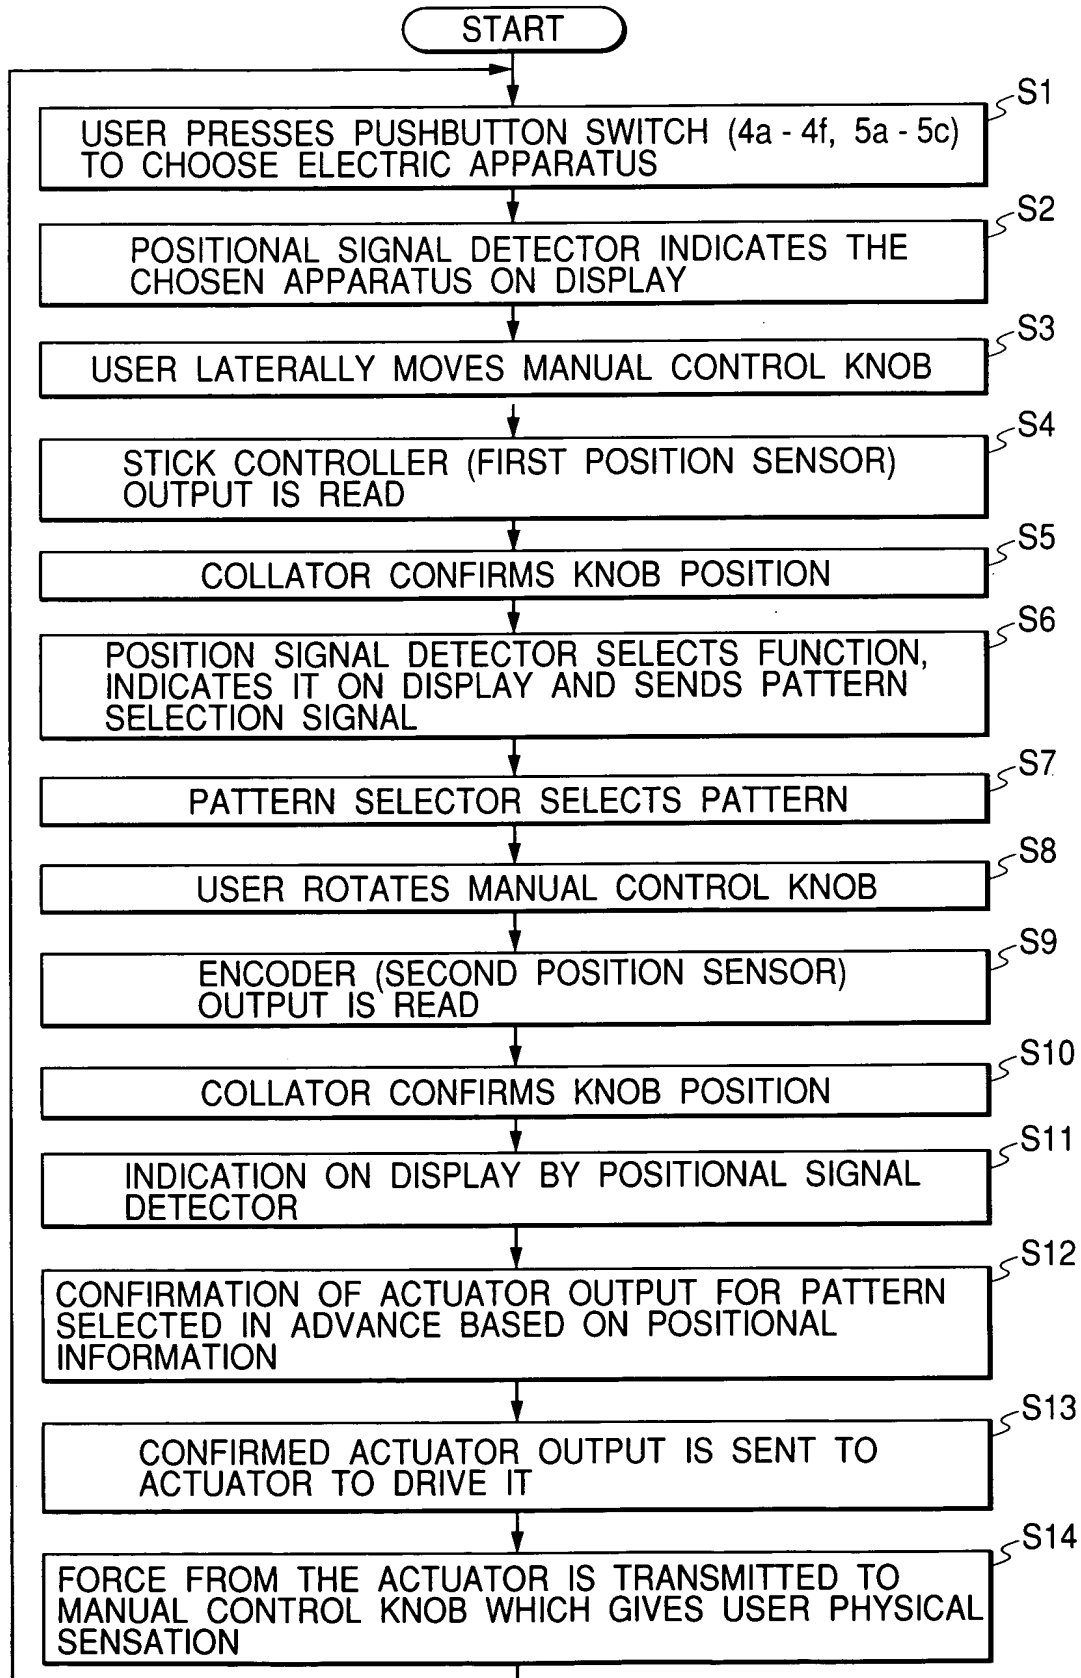 START
S1
USER PRESSES PUSHBUTTON SWITCH (4a - 4f, 5a - 5c)
TO CHOOSE ELECTRIC APPARATUS
S2
POSITIONAL SIGNAL DETECTOR INDICATES THE
CHOSEN APPARATUS ON DISPLAY
S3
USER LATERALLY MOVES MANUAL CONTROL KNOB
S4
STICK CONTROLLER (FIRST POSITION SENSOR)
OUTPUT IS READ
S5
COLLATOR CONFIRMS KNOB POSITION
S6
POSITION SIGNAL DETECTOR SELECTS FUNCTION,
INDICATES IT ON DISPLAY AND SENDS PATTERN
SELECTION SIGNAL
S7
PATTERN SELECTOR SELECTS PATTERN
S8
USER ROTATES MANUAL CONTROL KNOB
S9
ENCODER (SECOND POSITION SENSOR)
OUTPUT IS READ
S10
COLLATOR CONFIRMS KNOB POSITION
S11
INDICATION ON DISPLAY BY POSITIONAL SIGNAL
DETECTOR
S12
CONFIRMATION OF ACTUATOR OUTPUT FOR PATTERN
SELECTED IN ADVANCE BASED ON POSITIONAL
INFORMATION
S13
CONFIRMED ACTUATOR OUTPUT IS SENT TO
ACTUATOR TO DRIVE IT
S14
FORCE FROM THE ACTUATOR IS TRANSMITTED TO
MANUAL CONTROL KNOB WHICH GIVES USER PHYSICAL
SENSATION